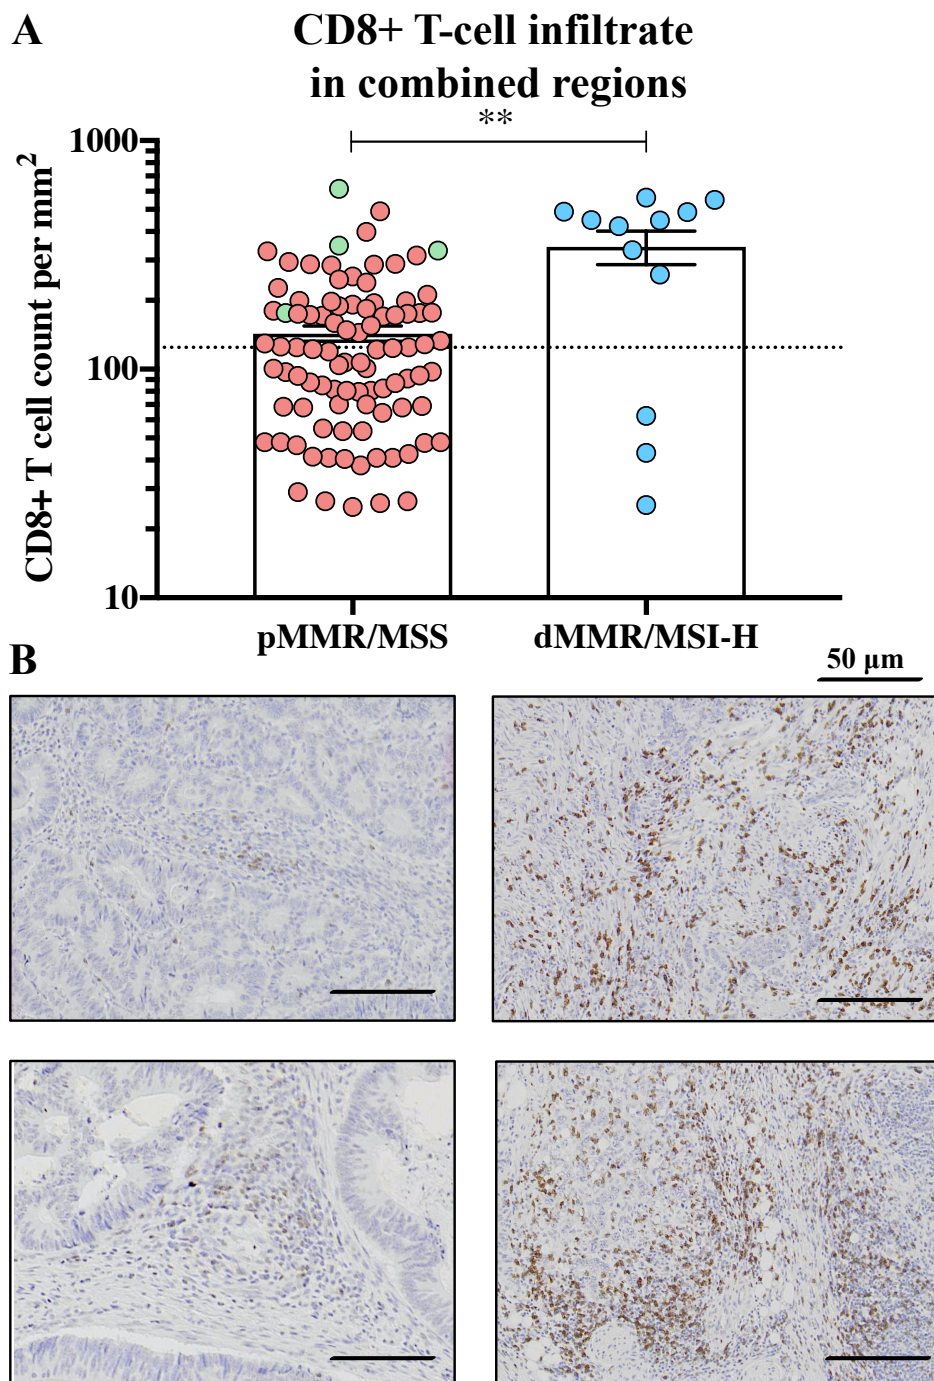 A
CD8+ T-cell infiltrate
in combined regions
**
CD8+ T cell count per mm²
1000
100
10
pMMR/MSS
dMMR/MSI-H
B
50 μm